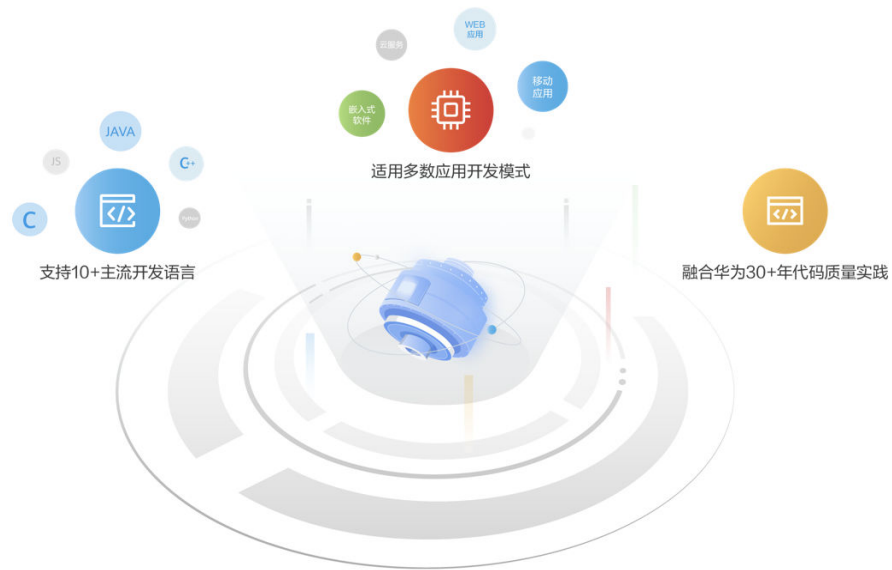 WEB
应用
云服务
移动
应用
嵌入式
软件
适用多数应用开发模式
JAVA
JS
C++
C
Python
支持10+主流开发语言
融合华为30+年代码质量实践